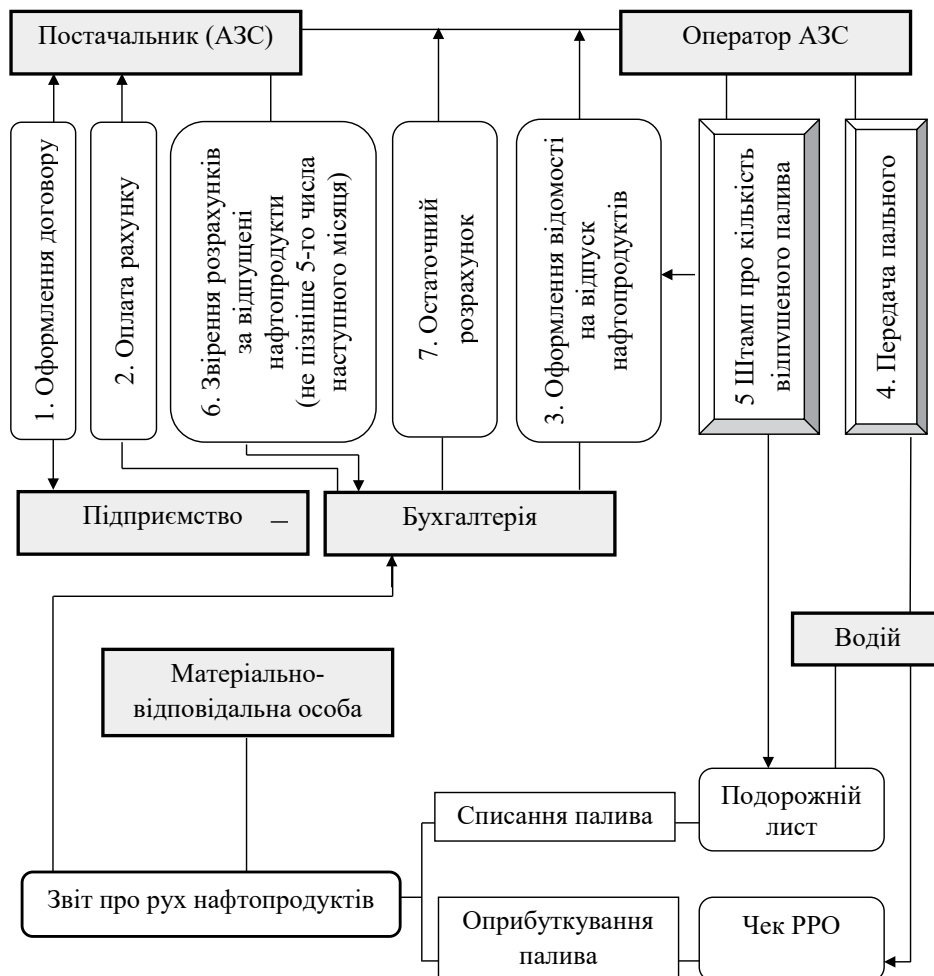 Постачальник (АЗС)
Оператор АЗС
1. Оформлення договору
2. Оплата рахунку
6. Звірення розрахунків
за відпущені
нафтопродукти
(не пізніше 5-го числа
наступного місяця)
7. Остаточний
розрахунок
3. Оформлення відомості
на відпуск
нафтопродуктів
5 Штамп про кількість
відпущеного палива
4. Передача пального
Підприємство –
Бухгалтерія
Водій
Матеріально-
відповідальна особа
Списання палива
Подорожній
лист
Звіт про рух нафтопродуктів
Оприбуткування
палива
Чек РРО